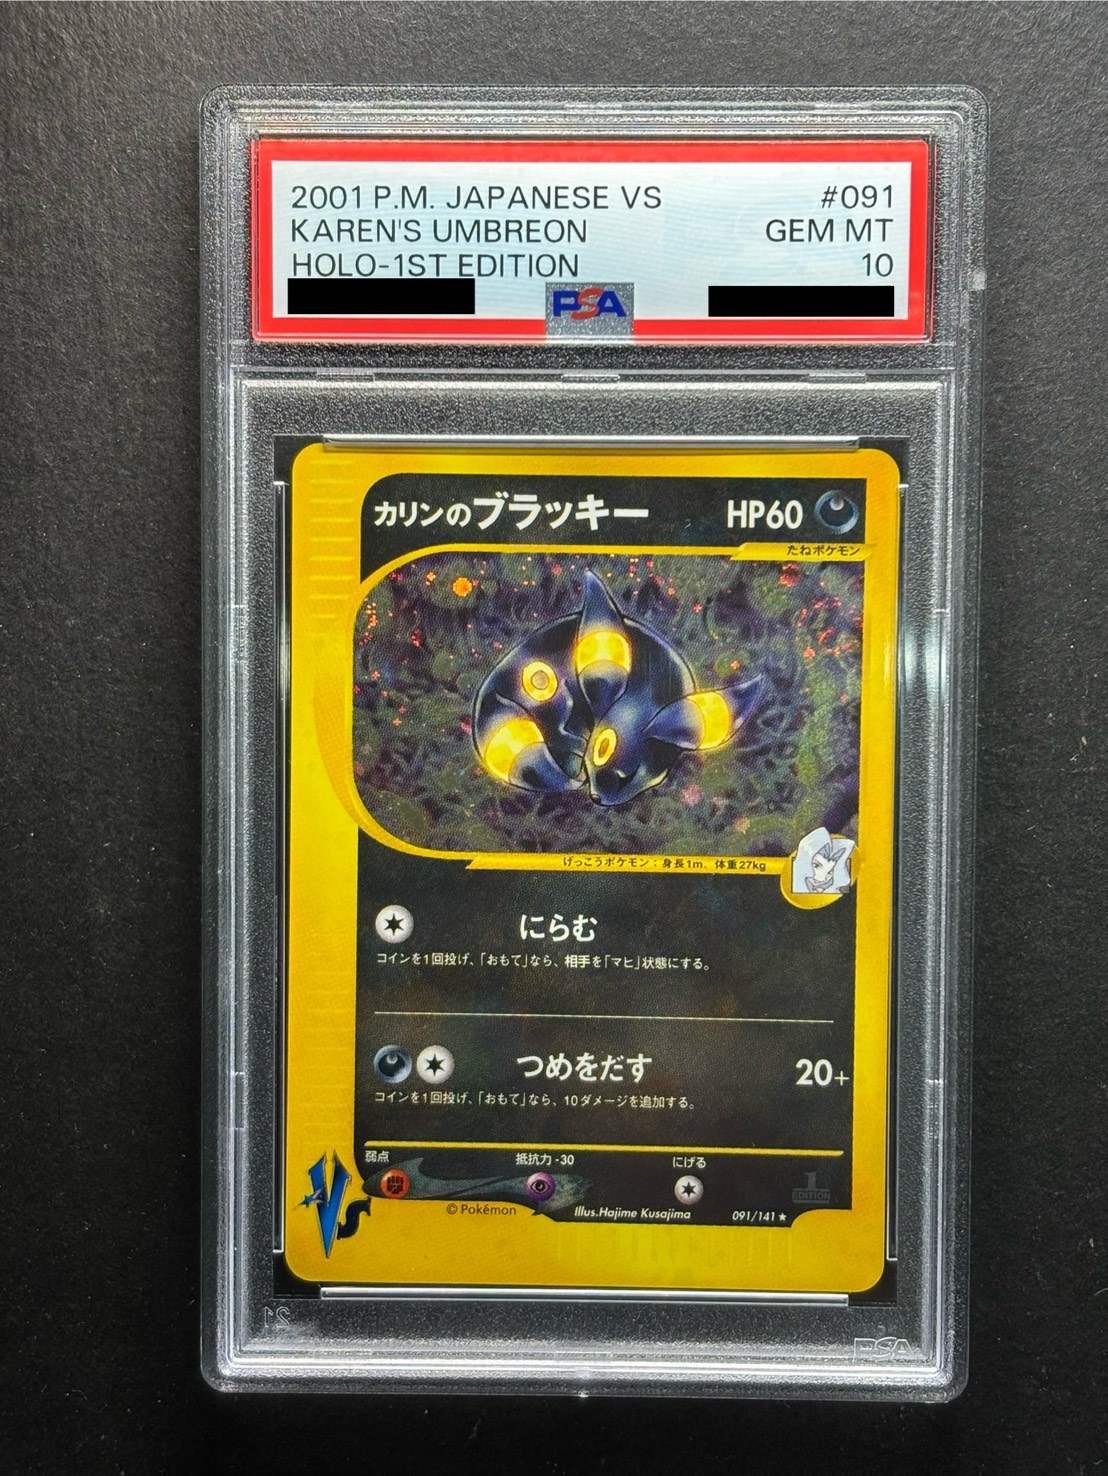 2001 P.M. JAPANESE VS #091
KAREN'S UMBREON GEM MT
HOLO-1ST EDITION 10
PSA
カリンのブラッキー HP60
たねポケモン
げっこうポケモン:身長1m、体重27kg
にらむ
コインを1回投げ、「おもて」なら、相手を「マヒ」状態にする。
つめをだす 20+
コインを1回投げ、「おもて」なら、10ダメージを追加する。
弱点 抵抗力-30 にげる
1
EDITION
©Pokémon Illus.Hajime Kusajima 091/141★
VS
21 PSA